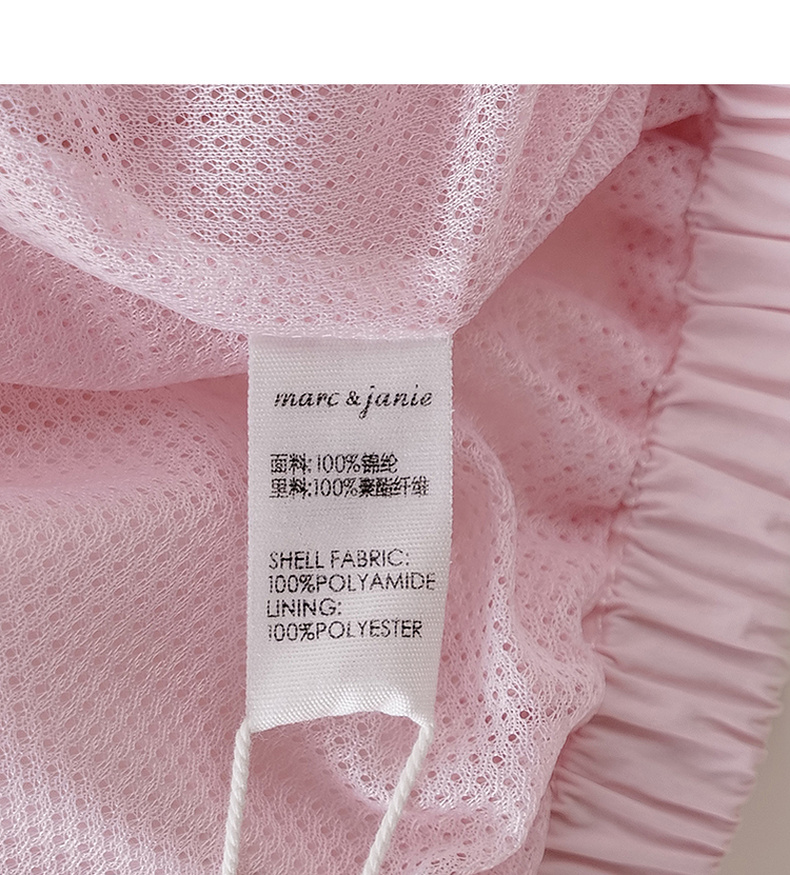 marc & janie
面料:100%锦纶
里料:100%聚酯纤维
SHELL FABRIC:
100%POLYAMIDE
LINING:
100%POLYESTER